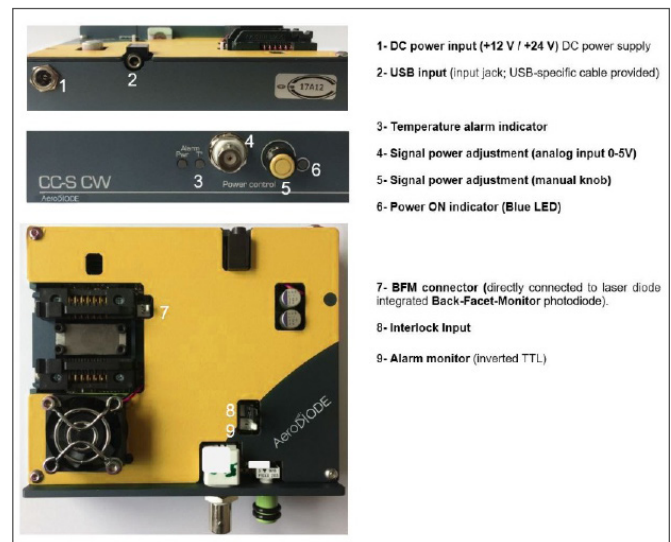 1- DC power input (+12 V / +24 V) DC power supply
2- USB input (input jack; USB-specific cable provided)
3- Temperature alarm indicator
4- Signal power adjustment (analog input 0-5V)
5- Signal power adjustment (manual knob)
6- Power ON indicator (Blue LED)
7- BFM connector (directly connected to laser diode
integrated Back-Facet-Monitor photodiode).
8- Interlock Input
9- Alarm monitor (inverted TTL)
1
2
17A12
Alarm
Pwr T°
3
4
5
6
Power control
CC-S CW
AeroDIODE
7
8
9
AeroDIODE